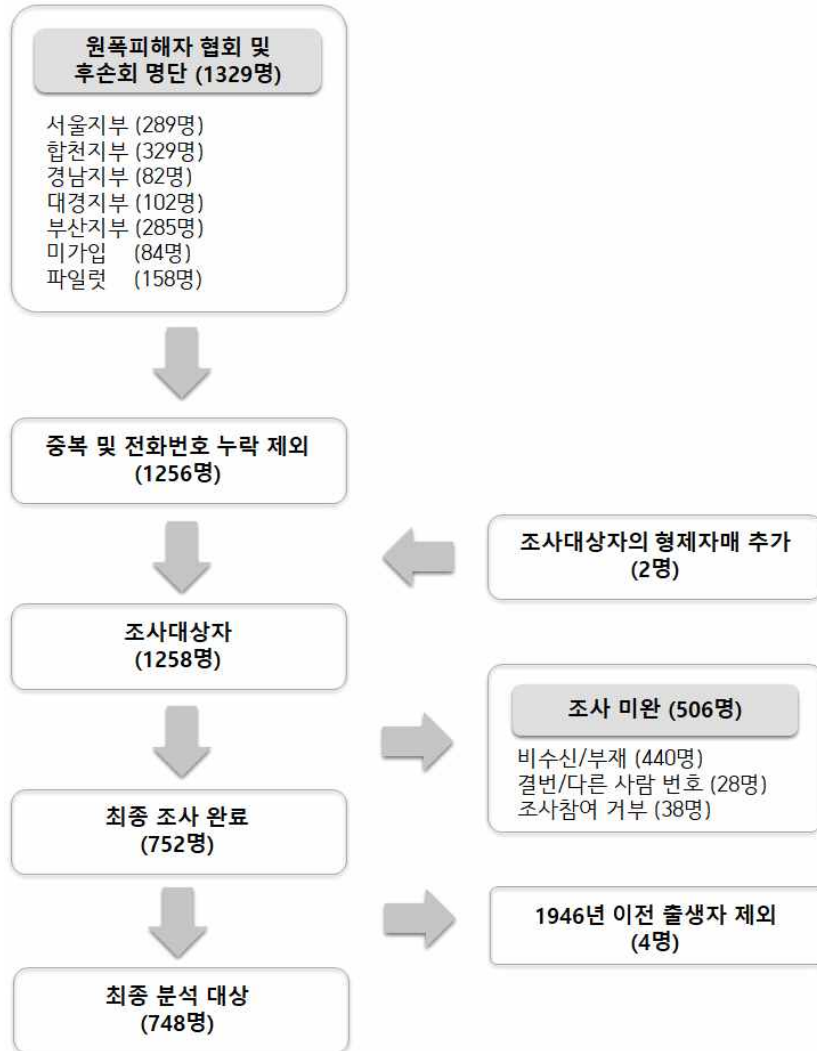 원폭피해자 협회 및
후손회 명단 (1329명)
서울지부 (289명)
합천지부 (329명)
경남지부 (82명)
대경지부 (102명)
부산지부 (285명)
미가입 (84명)
파일럿 (158명)
중복 및 전화번호 누락 제외
(1256명)
조사대상자의 형제자매 추가
(2명)
조사대상자
(1258명)
조사 미완 (506명)
비수신/부재 (440명)
결번/다른 사람 번호 (28명)
조사참여 거부 (38명)
최종 조사 완료
(752명)
1946년 이전 출생자 제외
(4명)
최종 분석 대상
(748명)